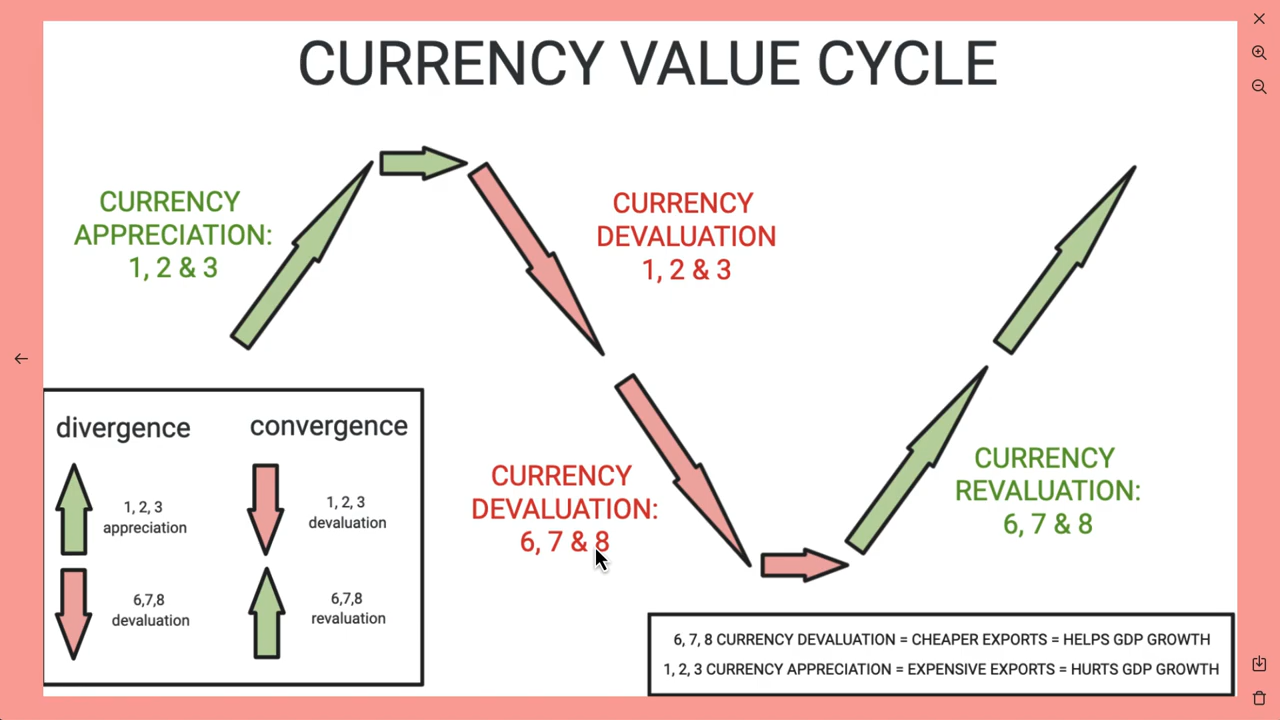 CURRENCY VALUE CYCLE
CURRENCY
APPRECIATION:
1, 2 & 3
CURRENCY
DEVALUATION
1, 2 & 3
divergence
convergence
1, 2, 3
appreciation
1, 2, 3
devaluation
6,7,8
devaluation
6,7,8
revaluation
CURRENCY
DEVALUATION:
6, 7 & 8
CURRENCY
REVALUATION:
6, 7 & 8
6, 7, 8 CURRENCY DEVALUATION = CHEAPER EXPORTS = HELPS GDP GROWTH
1, 2, 3 CURRENCY APPRECIATION = EXPENSIVE EXPORTS = HURTS GDP GROWTH